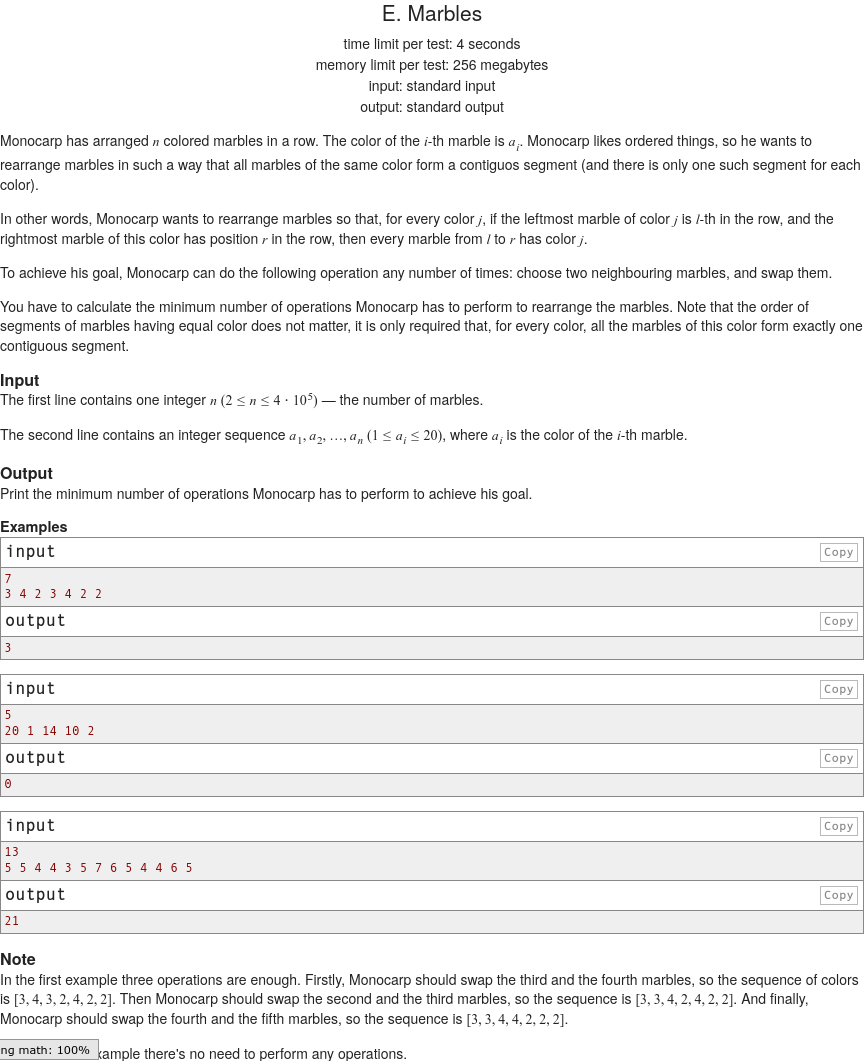 E. Marbles
time limit per test: 4 seconds
memory limit per test: 256 megabytes
input: standard input
output: standard output
Monocarp has arranged n colored marbles in a row. The color of the i-th marble is a_i. Monocarp likes ordered things, so he wants to
rearrange marbles in such a way that all marbles of the same color form a contiguos segment (and there is only one such segment for each
color).
In other words, Monocarp wants to rearrange marbles so that, for every color j, if the leftmost marble of color j is l-th in the row, and the
rightmost marble of this color has position r in the row, then every marble from l to r has color j.
To achieve his goal, Monocarp can do the following operation any number of times: choose two neighbouring marbles, and swap them.
You have to calculate the minimum number of operations Monocarp has to perform to rearrange the marbles. Note that the order of
segments of marbles having equal color does not matter, it is only required that, for every color, all the marbles of this color form exactly one
contiguous segment.
Input
The first line contains one integer n (2 ≤ n ≤ 4 · 10^5) — the number of marbles.
The second line contains an integer sequence a_1, a_2, …, a_n (1 ≤ a_i ≤ 20), where a_i is the color of the i-th marble.
Output
Print the minimum number of operations Monocarp has to perform to achieve his goal.
Examples
input Copy
7
3 4 2 3 4 2 2
output Copy
3
input Copy
5
20 1 14 10 2
output Copy
0
input Copy
13
5 5 4 4 3 5 7 6 5 4 4 6 5
output Copy
21
Note
In the first example three operations are enough. Firstly, Monocarp should swap the third and the fourth marbles, so the sequence of colors
is [3, 4, 3, 2, 4, 2, 2]. Then Monocarp should swap the second and the third marbles, so the sequence is [3, 3, 4, 2, 4, 2, 2]. And finally,
Monocarp should swap the fourth and the fifth marbles, so the sequence is [3, 3, 4, 4, 2, 2, 2].
ng math: 100% xample there's no need to perform any operations.